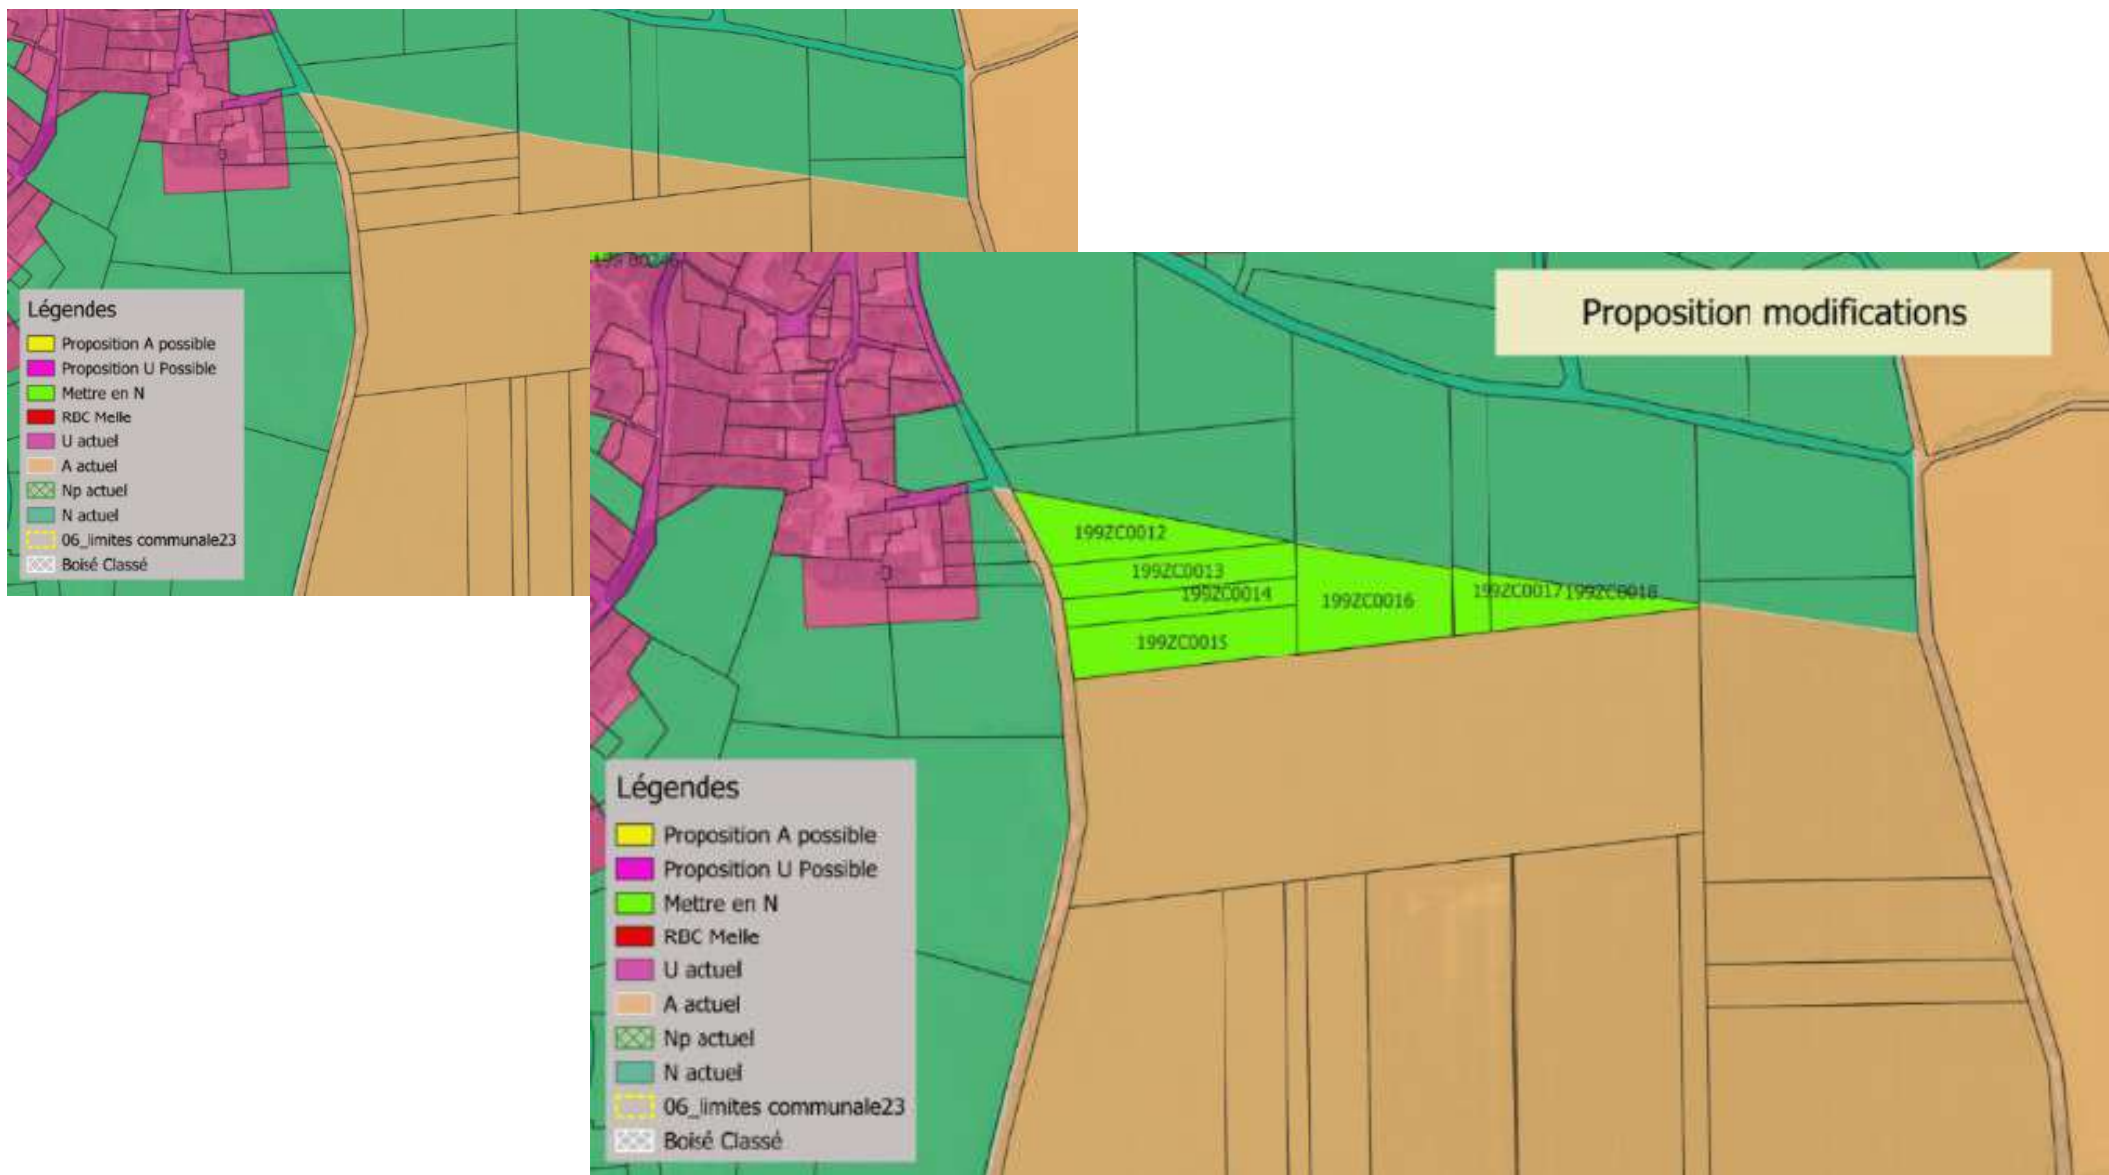 Légendes
Proposition A possible
Proposition U Possible
Mettre en N
RBC Melle
U actuel
A actuel
Np actuel
N actuel
06_limites communale23
Boisé Classé
Proposition modifications
199ZC0012
199ZC0013
199ZC0014
199ZC0015
199ZC0016
199ZC0017
199ZC0018
Légendes
Proposition A possible
Proposition U Possible
Mettre en N
RBC Melle
U actuel
A actuel
Np actuel
N actuel
06_limites communale23
Boisé Classé